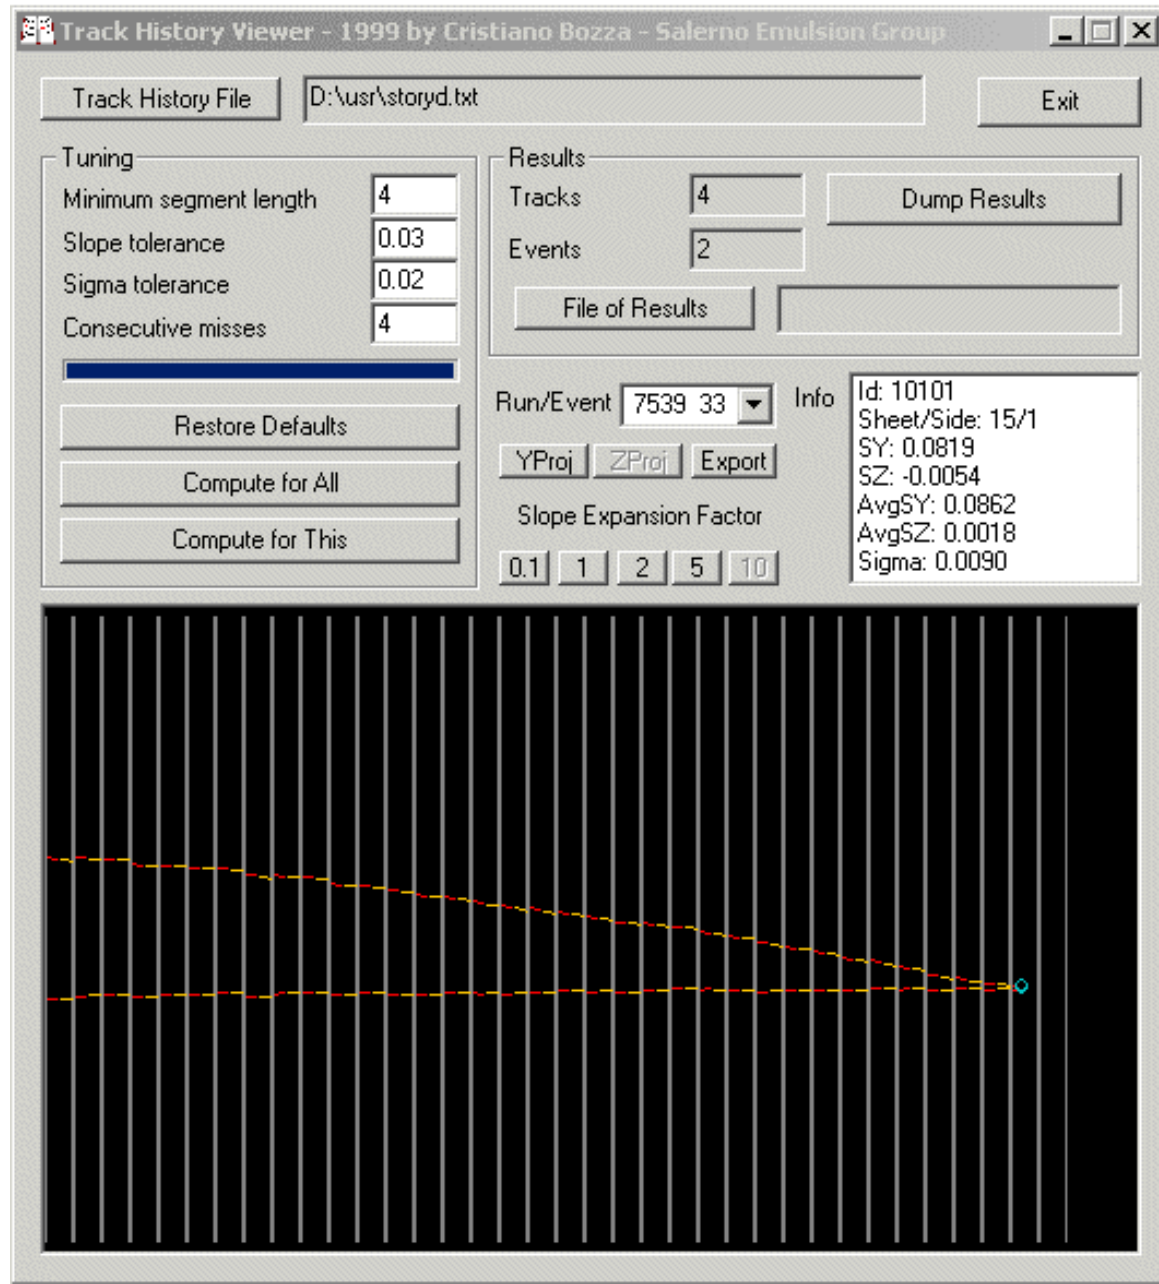 Track History Viewer - 1999 by Cristiano Bozza - Salerno Emulsion Group
Track History File
D:\usr\storyd.txt
Exit
Tuning
Minimum segment length 4
Slope tolerance 0.03
Sigma tolerance 0.02
Consecutive misses 4
Restore Defaults
Compute for All
Compute for This
Results
Tracks 4
Dump Results
Events 2
File of Results
Run/Event 7539 33
YProj ZProj Export
Slope Expansion Factor
0.1 1 2 5 10
Info
Id: 10101
Sheet/Side: 15/1
SY: 0.0819
SZ: -0.0054
AvgSY: 0.0862
AvgSZ: 0.0018
Sigma: 0.0090